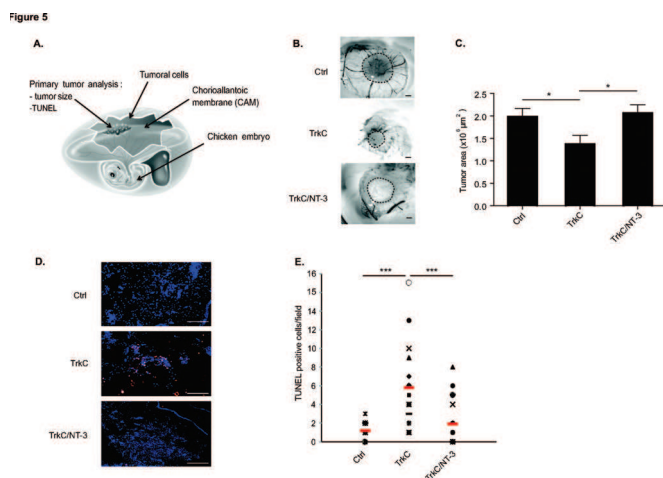 Figure 5
A.
Primary tumor analysis :
- tumor size
-TUNEL
Tumoral cells
Chorioallantoic
membrane (CAM)
Chicken embryo
B.
Ctrl
TrkC
TrkC/NT-3
C.
Tumor area (x10⁶ µm²)
2.5
2.0
1.5
1.0
0.5
0
*
*
Ctrl
TrkC
TrkC/NT-3
D.
Ctrl
TrkC
TrkC/NT-3
E.
TUNEL positive cells/field
16
14
12
10
8
6
4
2
0
***
***
Ctrl
TrkC
TrkC/NT-3